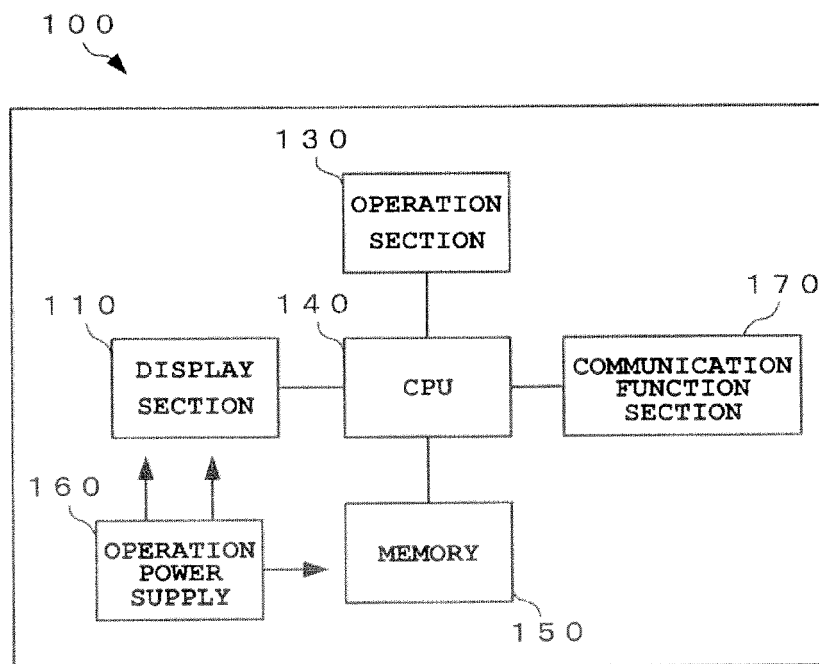 100
130
OPERATION
SECTION
110
DISPLAY
SECTION
140
CPU
170
COMMUNICATION
FUNCTION
SECTION
160
OPERATION
POWER
SUPPLY
MEMORY
150